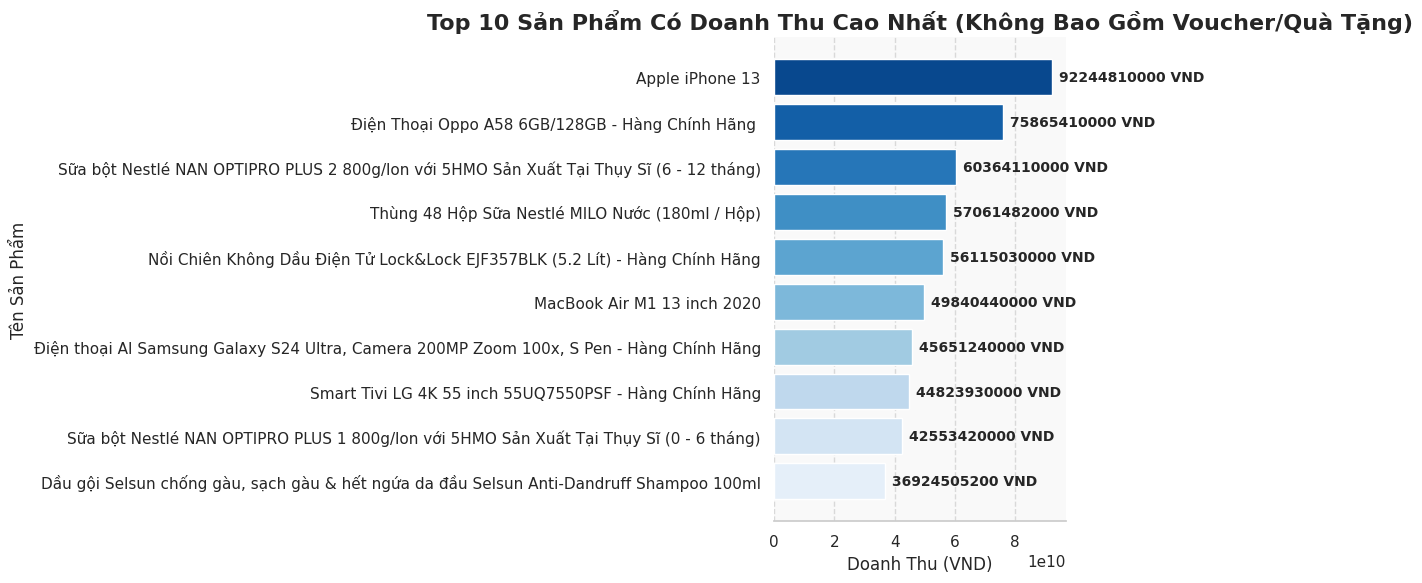 Top 10 Sản Phẩm Có Doanh Thu Cao Nhất (Không Bao Gồm Voucher/Quà Tặng)
Tên Sản Phẩm
Apple iPhone 13 92244810000 VND
Điện Thoại Oppo A58 6GB/128GB - Hàng Chính Hãng 75865410000 VND
Sữa bột Nestlé NAN OPTIPRO PLUS 2 800g/lon với 5HMO Sản Xuất Tại Thụy Sĩ (6 - 12 tháng) 60364110000 VND
Thùng 48 Hộp Sữa Nestlé MILO Nước (180ml / Hộp) 57061482000 VND
Nồi Chiên Không Dầu Điện Tử Lock&Lock EJF357BLK (5.2 Lít) - Hàng Chính Hãng 56115030000 VND
MacBook Air M1 13 inch 2020 49840440000 VND
Điện thoại AI Samsung Galaxy S24 Ultra, Camera 200MP Zoom 100x, S Pen - Hàng Chính Hãng 45651240000 VND
Smart Tivi LG 4K 55 inch 55UQ7550PSF - Hàng Chính Hãng 44823930000 VND
Sữa bột Nestlé NAN OPTIPRO PLUS 1 800g/lon với 5HMO Sản Xuất Tại Thụy Sĩ (0 - 6 tháng) 42553420000 VND
Dầu gội Selsun chống gàu, sạch gàu & hết ngứa da đầu Selsun Anti-Dandruff Shampoo 100ml 36924505200 VND
0 2 4 6 8
1e10
Doanh Thu (VND)